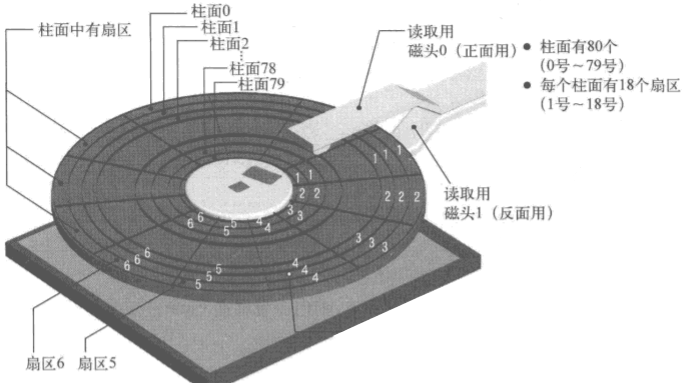 柱面0
柱面1
柱面中有扇区
柱面2
柱面78
柱面79
读取用
磁头0（正面用）
● 柱面有80个
（0号～79号）
● 每个柱面有18个扇区
（1号～18号）
读取用
磁头1（反面用）
1 1 1
1 1
2 2 2
2 2
3 3 3
3 3
4 4 4
4 4
5 5 5
5 5
6 6 6
6 6
扇区6
扇区5